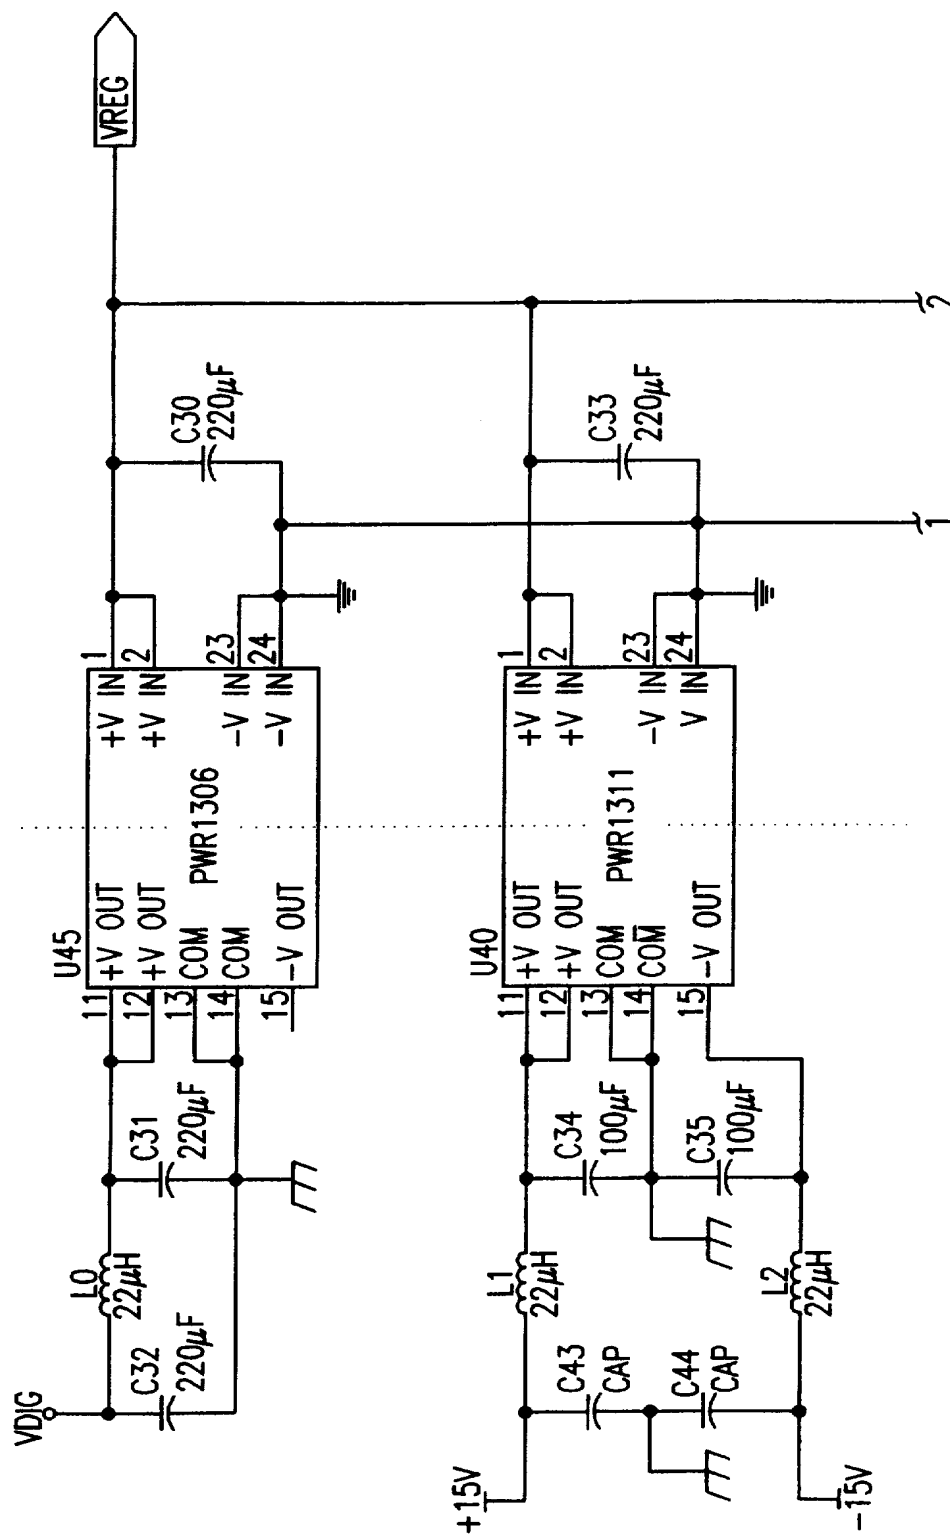 VREG
C30
220μF
C33
220μF
2
1
1
2
23
24
+V IN
+V IN
-V IN
-V IN
PWR1306
+V OUT
+V OUT
COM
COM
-V OUT
U45
11
12
13
14
15
C31
220μF
L0
22μH
C32
220μF
VDIG
1
2
23
24
+V IN
+V IN
-V IN
V IN
PWR1311
+V OUT
+V OUT
COM
COM
-V OUT
U40
11
12
13
14
15
C34
100μF
C35
100μF
L1
22μH
L2
22μH
C43
CAP
C44
CAP
+15V
-15V